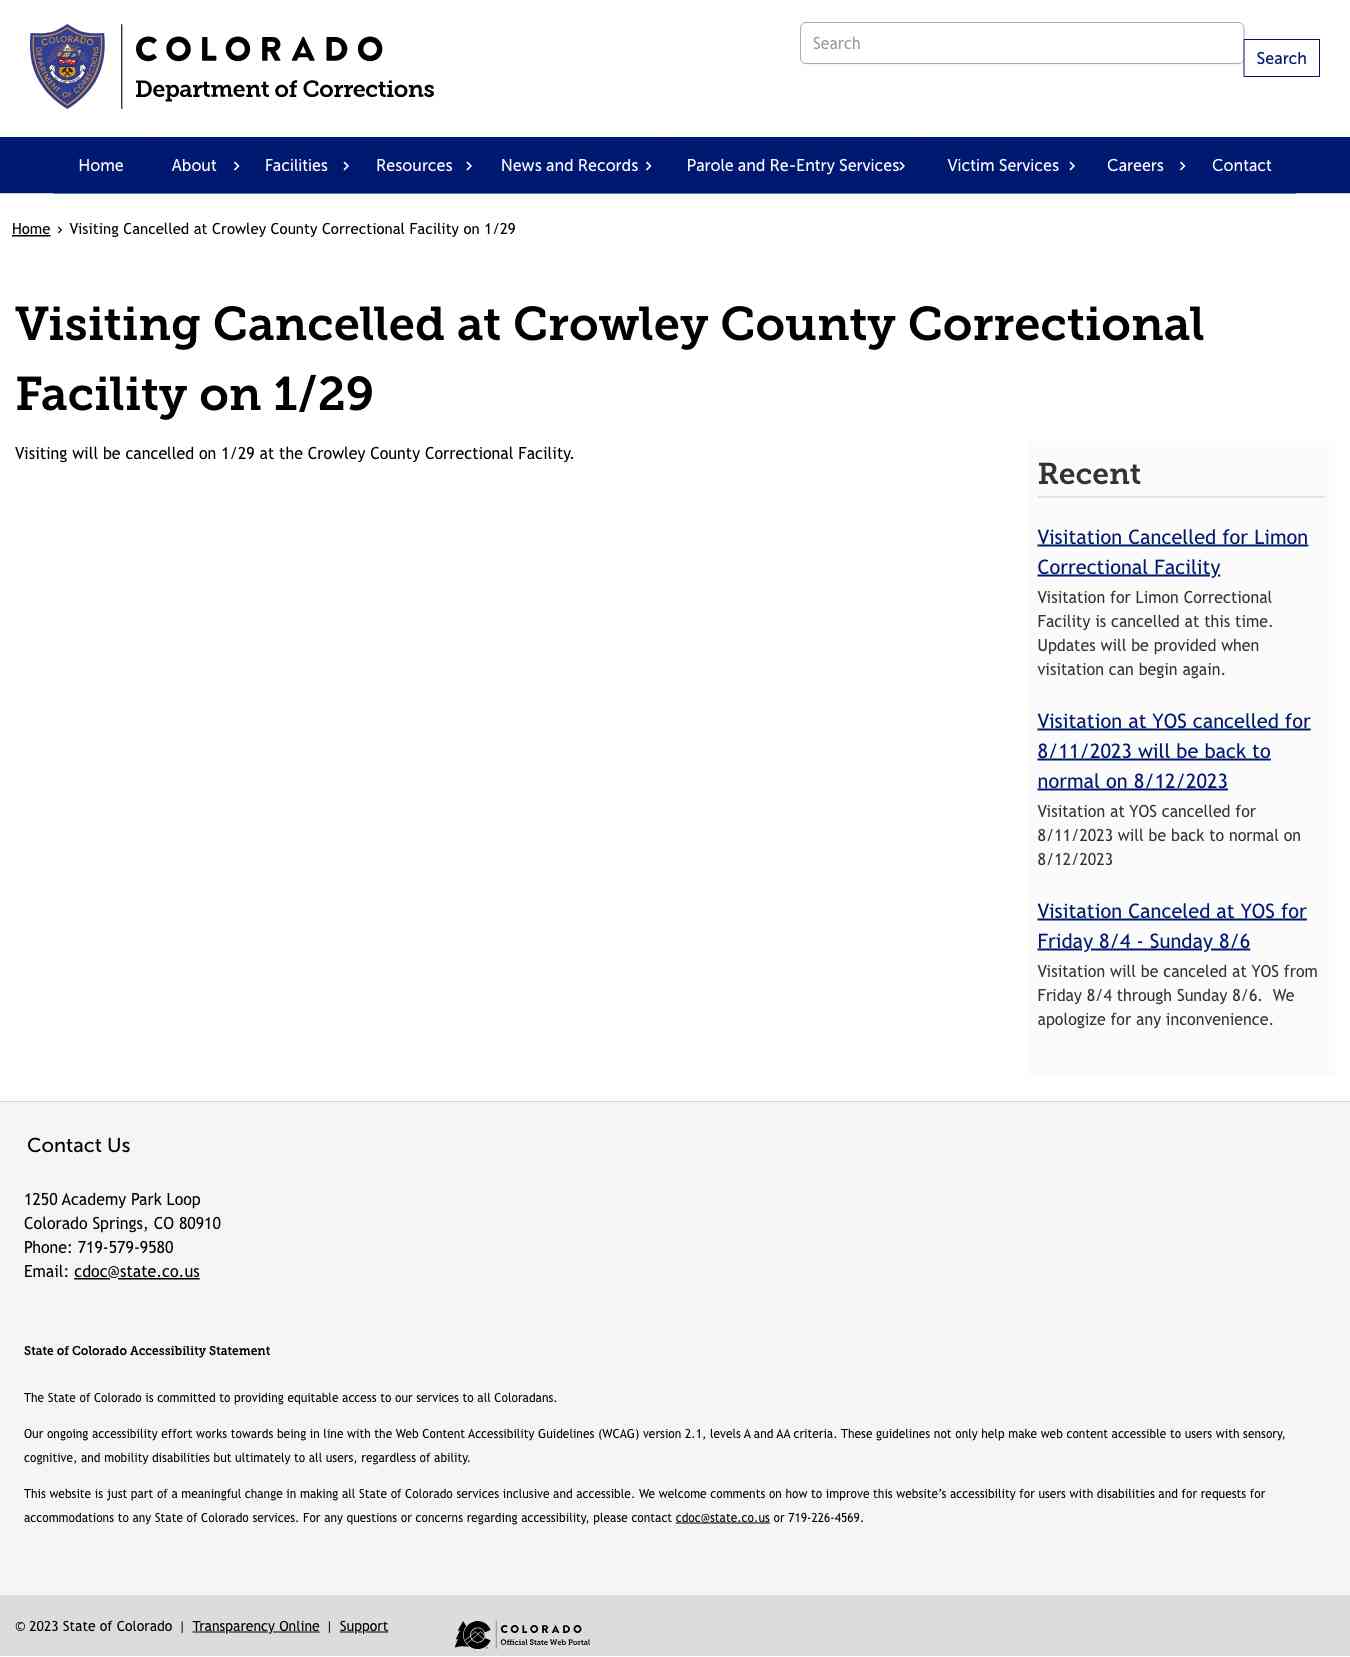 COLORADO
Department of Corrections
Search
Search
Home
About
Facilities
Resources
News and Records
Parole and Re-Entry Services
Victim Services
Careers
Contact
Home › Visiting Cancelled at Crowley County Correctional Facility on 1/29
Visiting Cancelled at Crowley County Correctional
Facility on 1/29
Visiting will be cancelled on 1/29 at the Crowley County Correctional Facility.
Recent
Visitation Cancelled for Limon
Correctional Facility
Visitation for Limon Correctional
Facility is cancelled at this time.
Updates will be provided when
visitation can begin again.
Visitation at YOS cancelled for
8/11/2023 will be back to
normal on 8/12/2023
Visitation at YOS cancelled for
8/11/2023 will be back to normal on
8/12/2023
Visitation Canceled at YOS for
Friday 8/4 - Sunday 8/6
Visitation will be canceled at YOS from
Friday 8/4 through Sunday 8/6.  We
apologize for any inconvenience.
Contact Us
1250 Academy Park Loop
Colorado Springs, CO 80910
Phone: 719-579-9580
Email: cdoc@state.co.us
State of Colorado Accessibility Statement
The State of Colorado is committed to providing equitable access to our services to all Coloradans.
Our ongoing accessibility effort works towards being in line with the Web Content Accessibility Guidelines (WCAG) version 2.1, levels A and AA criteria. These guidelines not only help make web content accessible to users with sensory,
cognitive, and mobility disabilities but ultimately to all users, regardless of ability.
This website is just part of a meaningful change in making all State of Colorado services inclusive and accessible. We welcome comments on how to improve this website’s accessibility for users with disabilities and for requests for
accommodations to any State of Colorado services. For any questions or concerns regarding accessibility, please contact cdoc@state.co.us or 719-226-4569.
© 2023 State of Colorado | Transparency Online | Support
COLORADO
Official State Web Portal